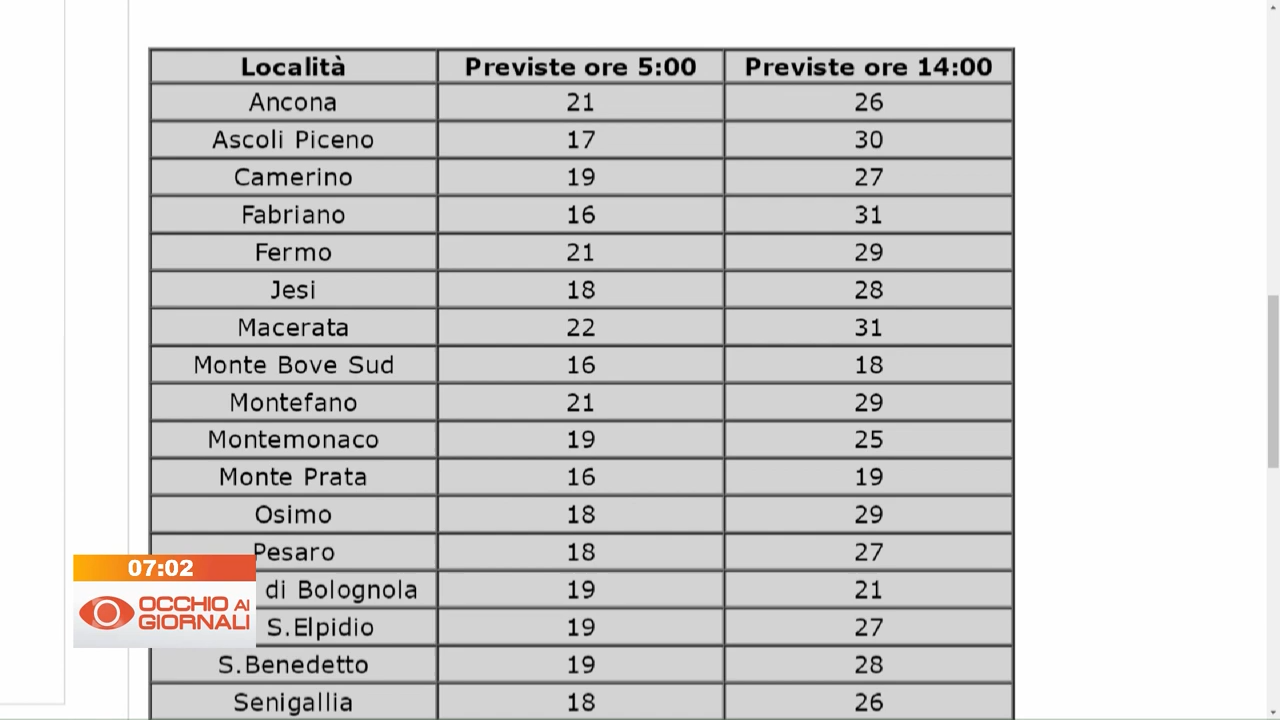 Località Previste ore 5:00 Previste ore 14:00
Ancona 21 26
Ascoli Piceno 17 30
Camerino 19 27
Fabriano 16 31
Fermo 21 29
Jesi 18 28
Macerata 22 31
Monte Bove Sud 16 18
Montefano 21 29
Montemonaco 19 25
Monte Prata 16 19
Osimo 18 29
Pesaro 18 27
di Bolognola 19 21
S.Elpidio 19 27
S.Benedetto 19 28
Senigallia 18 26
07:02
OCCHIO AI
GIORNALI